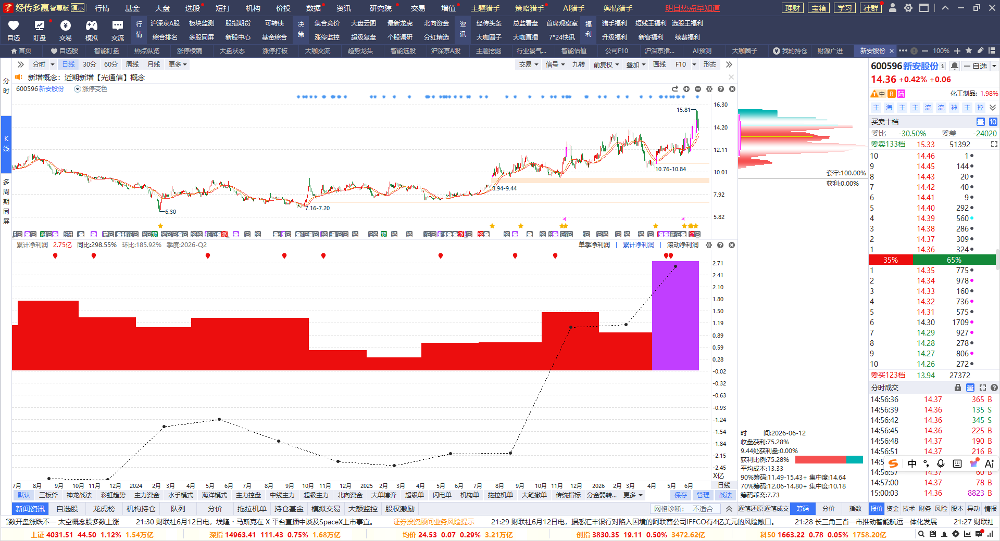 经传多赢 智尊版 演示 行情 基金 大盘 选股 短打 机构 价投 数据 资讯 研究院 交易 增值 主题猎手 策略猎手 AI猎手 舆情猎手 明日热点早知道 理财 宝箱 学习 社群
自选 盯盘 交易 模拟 交流
行情 沪深京A股 板块监测 股指期货 可转债 决策 集合竞价 大盘云图 最新龙虎 北向资金 资讯 经传头条 总监看盘 首席观察室 福利 猎手福利 短线王福利 选股王福利
综合排名 多股同屏 新股中心 基金综合 涨停监控 超级复盘 个股调研 分红精选 大咖圈子 大咖直播 7*24快讯 升级福利 新客福利 续费福利
首页 自选股 智能盯盘 热点纵览 涨停棱镜 大盘状态 涨停打板 大咖交流 趋势龙头 智能选股 沪深京A股 主题挖掘 行业景气... 智能估值 公司F10 沪深京指... AI预测 大咖圈子 我的持仓 财源广进 新安股份 × 100%
分时 日线 30分 60分 周线 月线 更多 交易 信号 九转 前复权 叠加 画线 F10 形态
分时
K线
多周期同屏
新增概念：近期新增【光通信】概念
600596 新安股份 涨停变色
16.30
15.81
14.20
12.11
10.76-10.84
10.01
8.94-9.44
7.92
7.16-7.20
6.30
5.82
累计净利润 2.75亿 同比:298.55% 环比:185.92% 季度:2026-Q2 单季净利润 | 累计净利润 | 滚动净利润
2.71
2.41
2.10
1.80
1.50
1.19
0.89
0.59
0.28
-0.02
-0.32
-0.63
-0.93
-1.24
-1.54
-1.84
-2.15
-2.45
X亿
7月 8月 9月 10月 11月 12月 2024 2月 3月 4月 5月 6月 7月 8月 9月 10月 11月 12月 2025 2月 3月 4月 5月 6月 7月 8月 9月 10月 11月 12月 2026 2月 3月 4月 5月 6月 日线
默认 三板斧 神龙战法 彩虹趋势 主力资金 水手模式 海洋模式 主力控盘 中线主力 超级主力 北向资金 大单博弈 超级单 闪电单 机构单 拖拉机单 大笔撤单 传统指标 分金弱转... 更多 保存 管理 战法
新闻资讯 自选股 龙虎榜 机构持仓 队列 分价 拖拉机单 持仓基金 模拟交易 大额监控 股权激励 网格诊断： 不适合
套牢:100.00%
获利:0.00%
时 间:2026-06-12
收盘获利:75.28%
9.44处获利盘:0.00%
获利比例:75.28%
平均成本:13.33
90%筹码:11.49-15.43+ 集中度:14.64
70%筹码:12.06-14.80+ 集中度:10.18
筹码乖离:7.73
逐笔还原 逐笔成交 筹码 分价 指数
600596 新安股份 自选
14.36 +0.42% +0.06
中 R 陆 化工制品: 1.98%
主 海 主 主 流 流 神 主 控
买卖十档 量 10
委比 -30.50% 委差 -24020
委卖133档 15.33 51392
10 14.46 1
9 14.45 144
8 14.43 20
7 14.42 40
6 14.41 9
5 14.40 292
4 14.39 560
3 14.38 286
2 14.37 309
1 14.36 324
35% 65%
1 14.35 775
2 14.34 978
3 14.33 160
4 14.32 736
5 14.31 575
6 14.30 1709
7 14.29 927
8 14.28 278
9 14.27 806
10 14.26 272
委买123档 13.94 27372
分时成交 量
14:56:36 14.37 365 B
14:56:39 14.36 135 S
14:56:42 14.36 345 S
14:56:45 14.36 225 B
14:56:48 14.37 190 B
14:56:51 14.37 216 B
14:5
中
14:56:57 14.37 60 B
14:57:00 14.37 78 B
15:00:03 14.36 8823 B
报价 资金 技术 财务 风险 股本 异动 情报
指数开盘涨跌不一 太空概念股多数上涨 21:30 财联社6月12日电，埃隆·马斯克在 X 平台直播中谈及SpaceX上市事宜。 证券投资顾问业务风险提示 21:29 财联社6月12日电，据悉汇丰银行对陷入困境的阿联酋公司IFFCO有4亿美元的风险敞口。 21:28 长三角三省一市推动智能航运一体化发展 21:27 财联社
上证 4031.51 44.50 1.12% 1.54万亿 深指 14963.41 111.43 0.75% 1.68万亿 均价 24.53 0.07 0.29% 3.21万亿 创指 3830.35 19.11 0.50% 3472.62亿 科50 1663.22 0.78 0.05% 1758.20亿